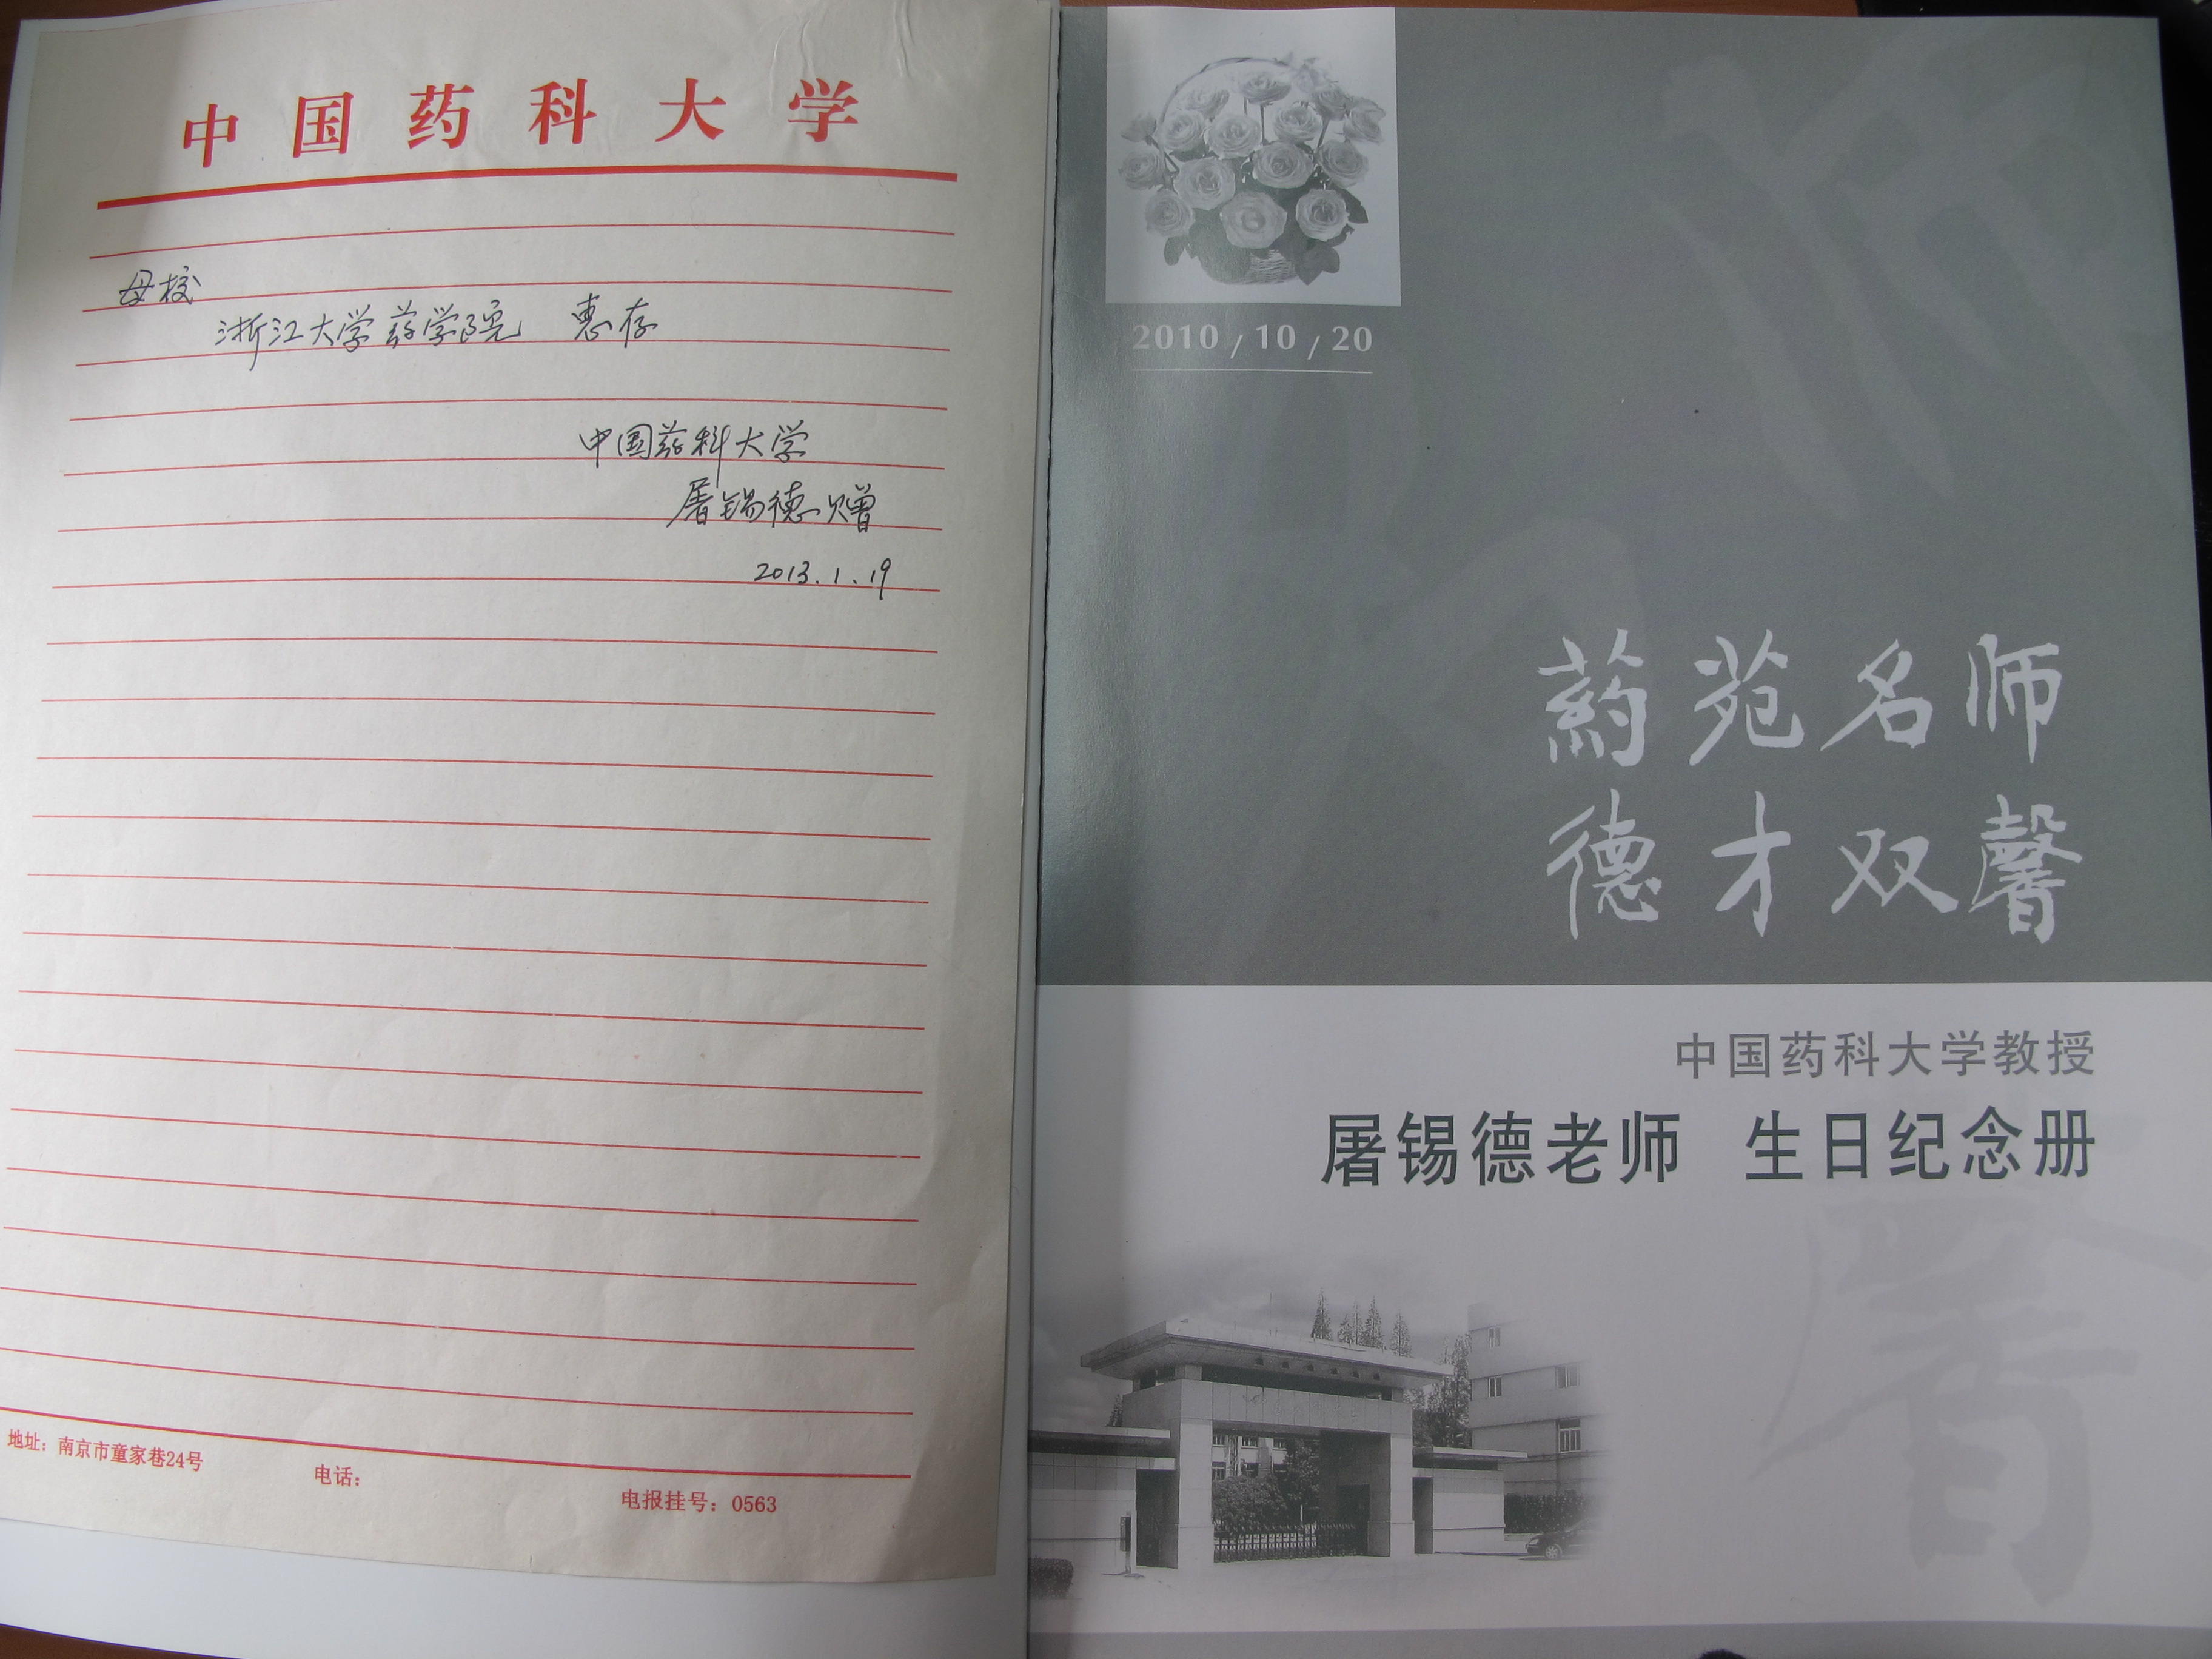 中国药科大学
母校
浙江大学药学院 惠存
中国药科大学
屠锡德赠
2013.1.19
地址：南京市童家巷24号
电话：
电报挂号：0563
2010/10/20
药苑名师
德才双馨
中国药科大学教授
屠锡德老师 生日纪念册